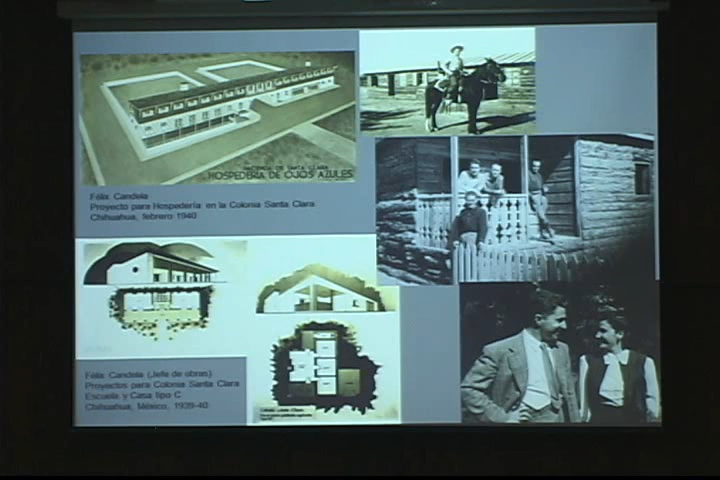 HACIENDA DE SANTA CLARA
HOSPEDERIA DE OJOS AZULES
Félix Candela
Proyecto para Hospedería en la Colonia Santa Clara
Chihuahua, febrero 1940
Félix Candela (Jefe de obras)
Proyectos para Colonia Santa Clara
Escuela y Casa tipo C
Chihuahua, México, 1939-40